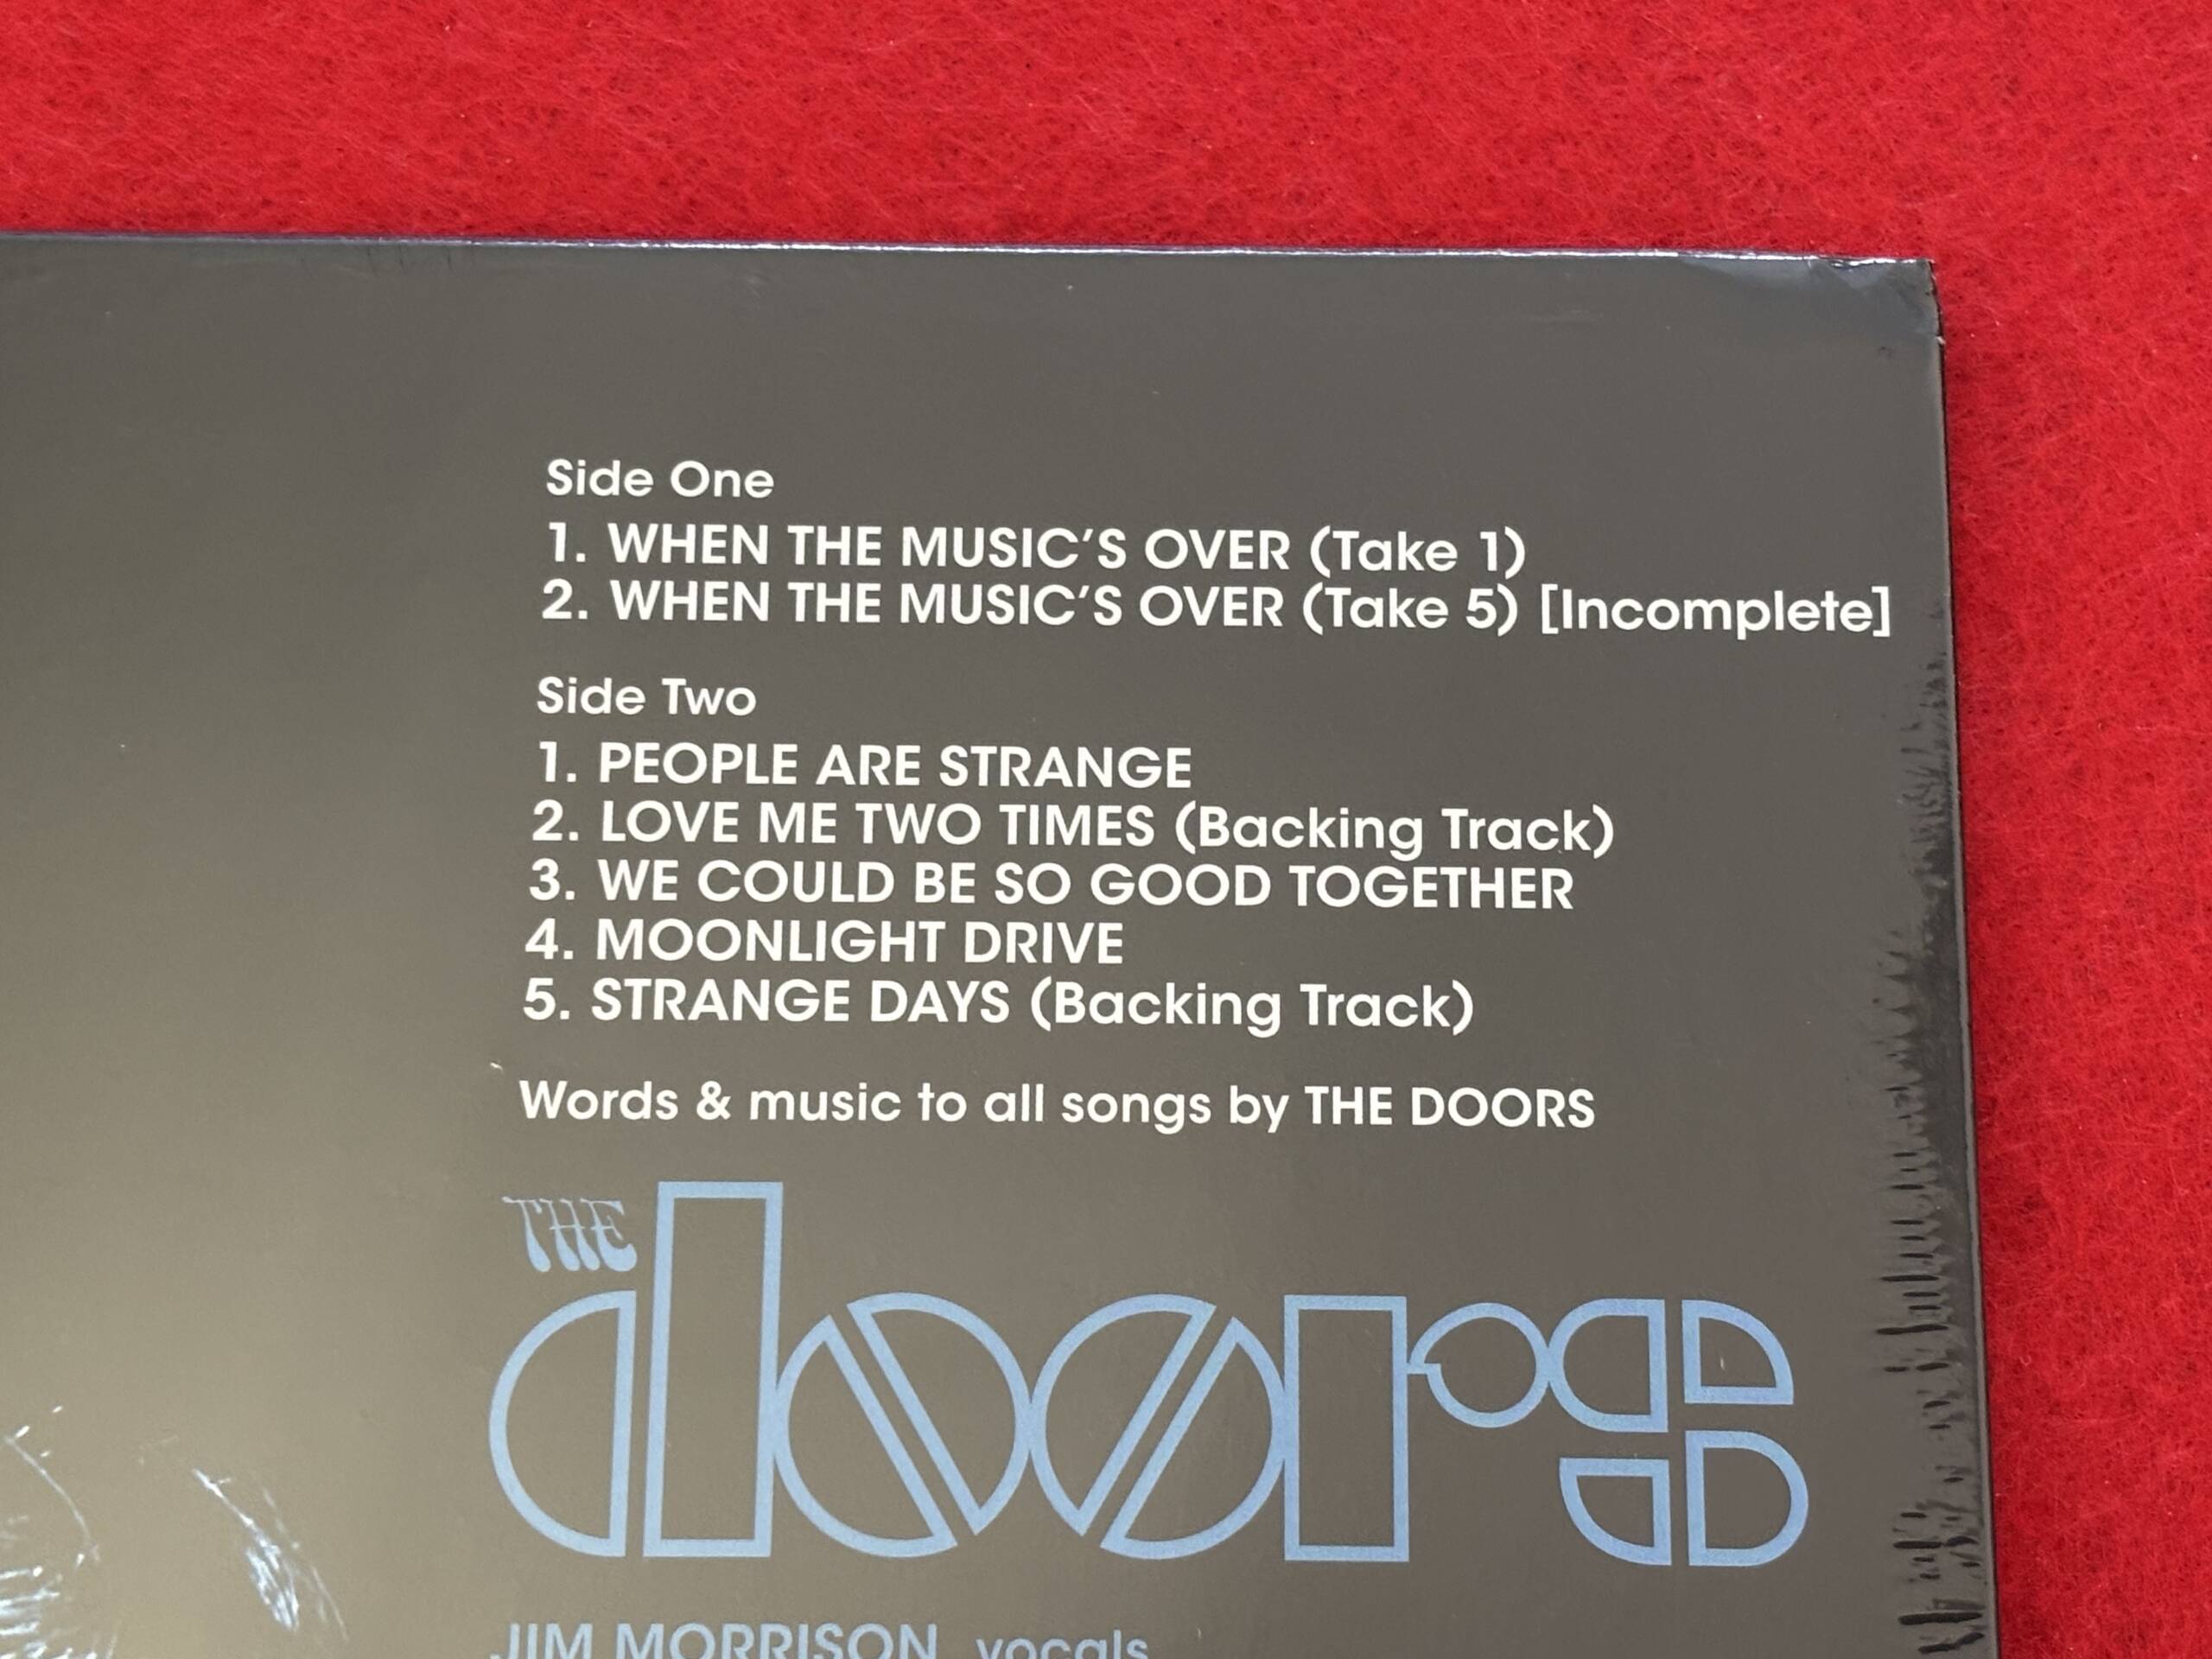 Side One
1. WHEN THE MUSIC’S OVER (Take 1)
2. WHEN THE MUSIC’S OVER (Take 5) [Incomplete]
Side Two
1. PEOPLE ARE STRANGE
2. LOVE ME TWO TIMES (Backing Track)
3. WE COULD BE SO GOOD TOGETHER
4. MOONLIGHT DRIVE
5. STRANGE DAYS (Backing Track)
Words & music to all songs by THE DOORS
THE
doors
JIM MORRISON vocals